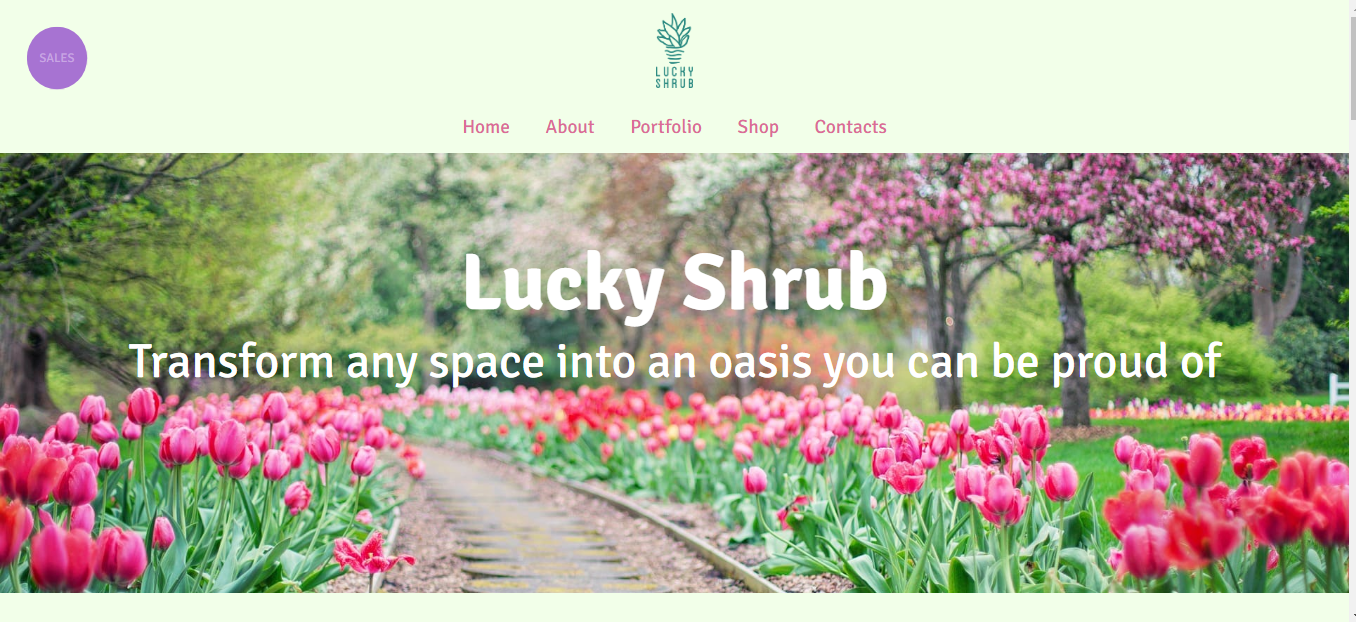 SALES
LUCKY
SHRUB
Home About Portfolio Shop Contacts
Lucky Shrub
Transform any space into an oasis you can be proud of